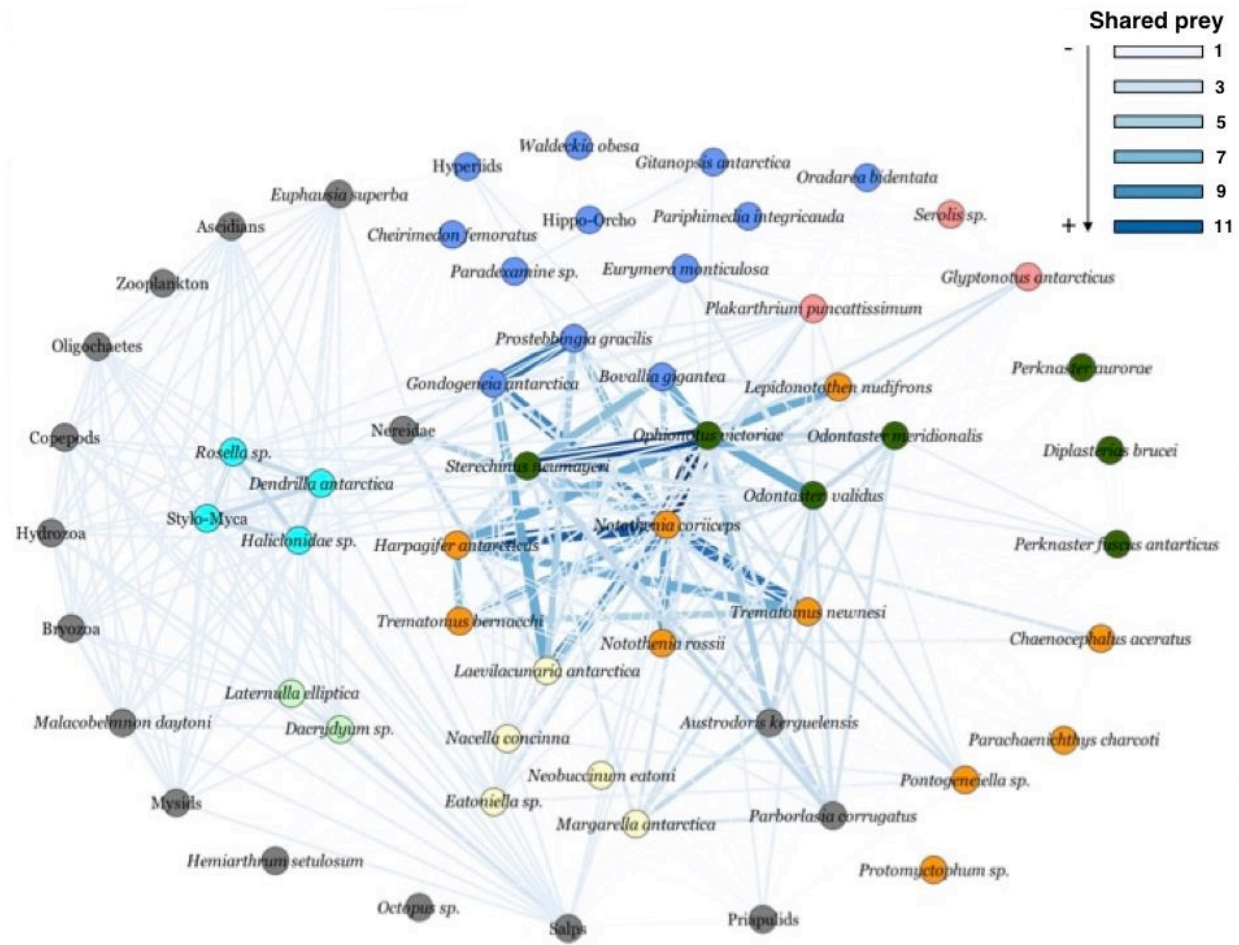 Shared prey
-
1
3
5
7
9
+
11
Waldeckia obesa
Hyperiids
Gitanopsis antarctica
Oradarea bidentata
Euphausia superba
Ascidians
Cheirimedon femoratus
Hippo-Orcho
Pariphimedia integricauda
Serolis sp.
Zooplankton
Paradexamine sp.
Eurymera monticulosa
Glyptonotus antarcticus
Plakarthrium puncattissimum
Oligochaetes
Prostebbingia gracilis
Perknaster aurorae
Gondogeneia antarctica
Bovallia gigantea
Lepidonotothen nudifrons
Copepods
Nereidae
Ophionotus victoriae
Odontaster meridionalis
Rosella sp.
Diplasterias brucei
Sterechinus neumayeri
Dendrilla antarctica
Odontaster validus
Stylo-Myca
Notothenia coriiceps
Hydrozoa
Haliclonidae sp.
Harpagifer antarcticus
Perknaster fuscus antarticus
Bryozoa
Trematomus bernacchi
Trematomus newnesi
Notothenia rossii
Chaenocephalus aceratus
Laevilacunaria antarctica
Laternulla elliptica
Malacobelmnon daytoni
Dacrydyum sp.
Nacella concinna
Austrodoris kerguelensis
Parachaenichthys charcoti
Neobuccinum eatoni
Pontogeneiella sp.
Mysids
Eatoniella sp.
Margarella antarctica
Parborlasia corrugatus
Hemiarthrum setulosum
Protomyctophum sp.
Octopus sp.
Salps
Priapulids